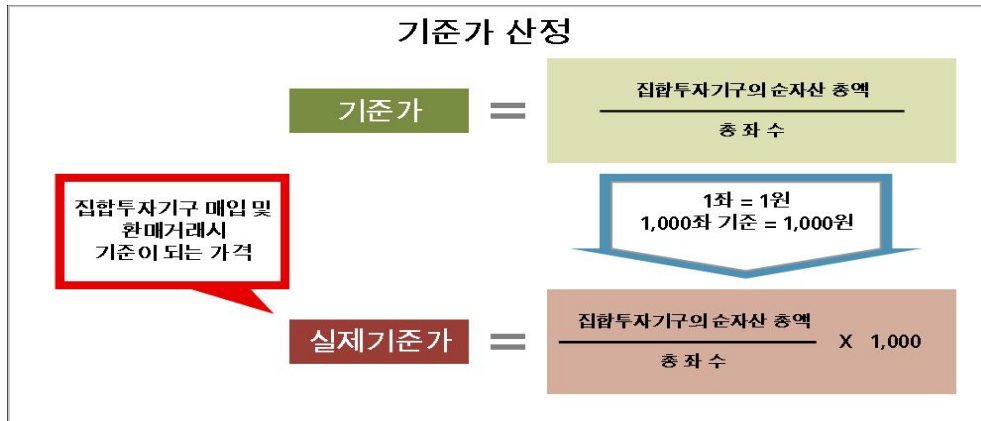 기준가 산정
기준가
=
집합투자기구의 순자산 총액
총 좌 수
집합투자기구 매입 및
환매거래시
기준이 되는 가격
1좌 = 1원
1,000좌 기준 = 1,000원
실제기준가
=
집합투자기구의 순자산 총액
총 좌 수
X 1,000